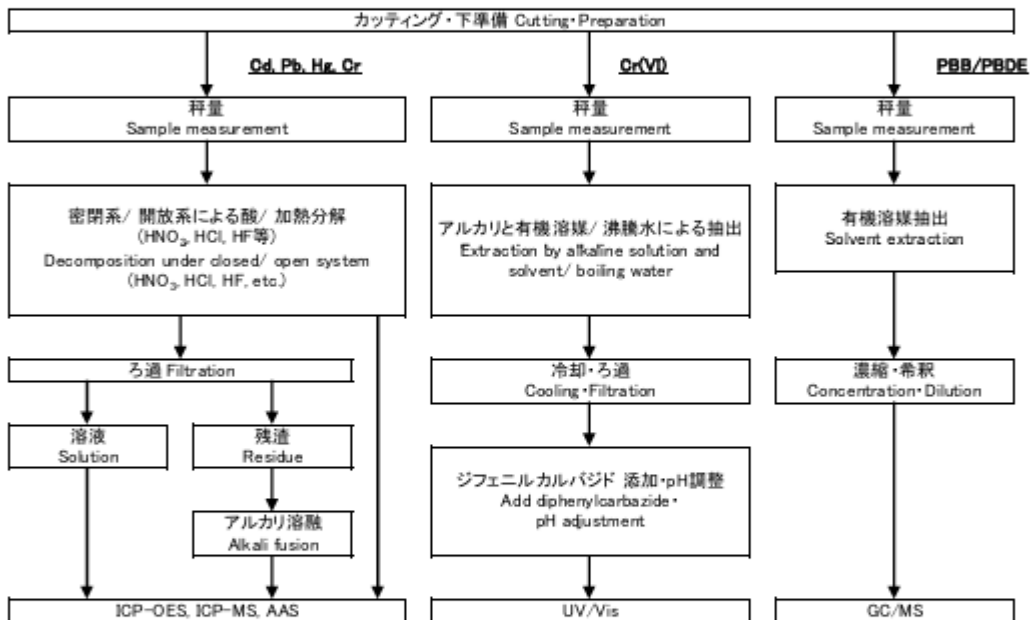 カッティング・下準備 Cutting・Preparation
Cd, Pb, Hg, Cr
Cr(VI)
PBB/PBDE
秤量
Sample measurement
秤量
Sample measurement
秤量
Sample measurement
密閉系/ 開放系による酸/ 加熱分解
(HNO₃, HCl, HF等)
Decomposition under closed/ open system
(HNO₃, HCl, HF, etc.)
アルカリと有機溶媒/ 沸騰水による抽出
Extraction by alkaline solution and
solvent/ boiling water
有機溶媒抽出
Solvent extraction
ろ過 Filtration
冷却・ろ過
Cooling・Filtration
濃縮・希釈
Concentration・Dilution
溶液
Solution
残渣
Residue
ジフェニルカルバジド 添加・pH調整
Add diphenylcarbazide・
pH adjustment
アルカリ溶融
Alkali fusion
ICP-OES, ICP-MS, AAS
UV/Vis
GC/MS